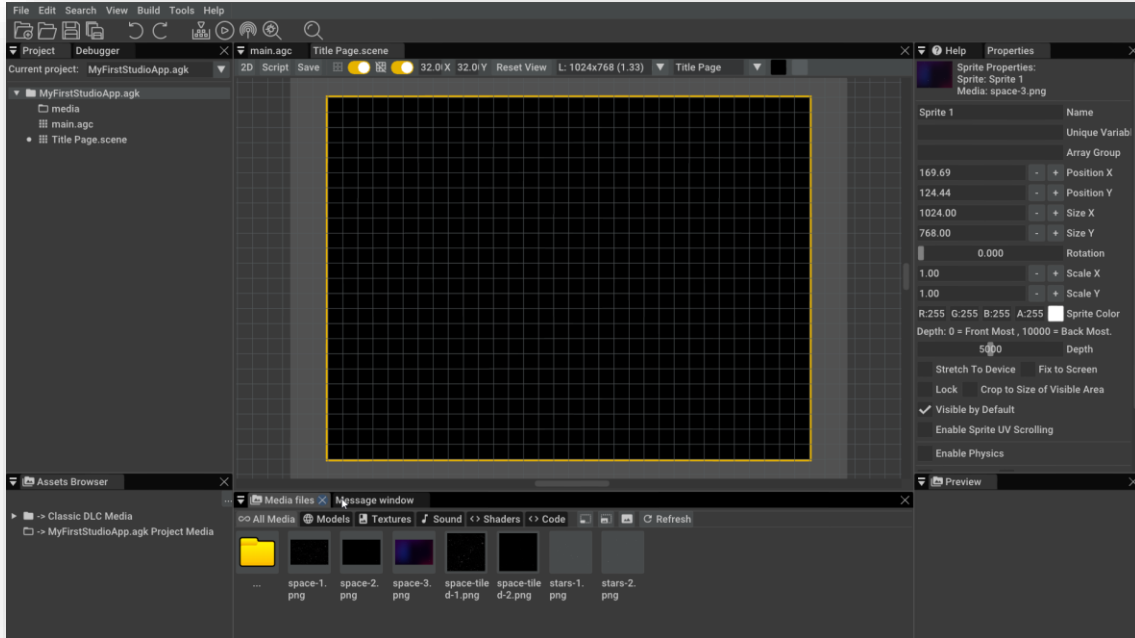 File Edit Search View Build Tools Help
Project Debugger
Current project: MyFirstStudioApp.agk
MyFirstStudioApp.agk
media
main.agc
Title Page.scene
main.agc Title Page.scene
2D Script Save 32.0(X 32.0(Y Reset View L: 1024x768 (1.33) Title Page
Help Properties
Sprite Properties:
Sprite: Sprite 1
Media: space-3.png
Sprite 1 Name
Unique Variabl
Array Group
169.69 - + Position X
124.44 - + Position Y
1024.00 - + Size X
768.00 - + Size Y
0.000 Rotation
1.00 - + Scale X
1.00 - + Scale Y
R:255 G:255 B:255 A:255 Sprite Color
Depth: 0 = Front Most , 10000 = Back Most.
5000 Depth
Stretch To Device Fix to Screen
Lock Crop to Size of Visible Area
Visible by Default
Enable Sprite UV Scrolling
Enable Physics
Assets Browser
...
-> Classic DLC Media
-> MyFirstStudioApp.agk Project Media
Media files Message window
All Media Models Textures Sound <> Shaders <> Code Refresh
...
space-1.
png
space-2.
png
space-3.
png
space-tile
d-1.png
space-tile
d-2.png
stars-1.
png
stars-2.
png
Preview